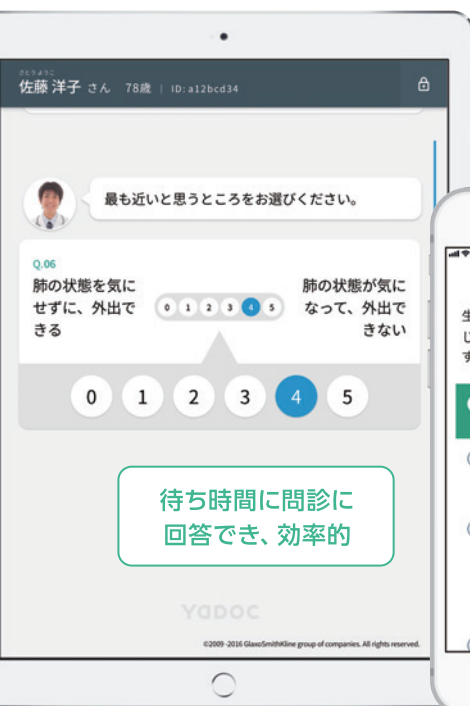 さとうようこ
佐藤 洋子 さん 78歳 | ID: a12bcd34
最も近いと思うところをお選びください。
Q.06
肺の状態を気に
せずに、外出で
きる
0 1 2 3 4 5
肺の状態が気に
なって、外出で
きない
0 1 2 3 4 5
待ち時間に問診に
回答でき、効率的
YaDOC
©2009 -2016 GlaxoSmithKline group of companies. All rights reserved.